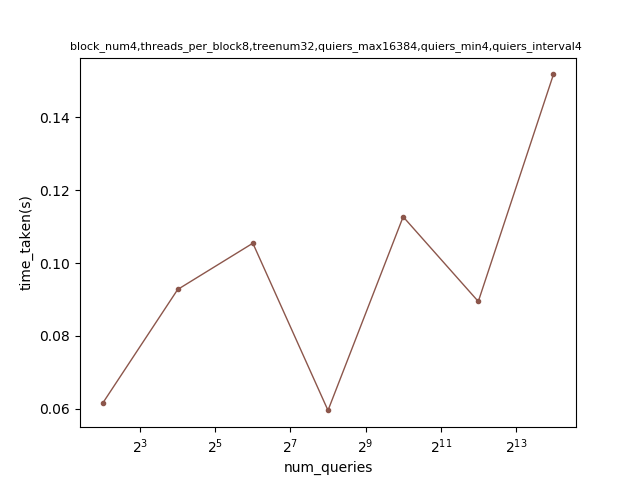 block_num4,threads_per_block8,treenum32,quiers_max16384,quiers_min4,quiers_interval4
0.14
0.12
0.10
0.08
0.06
time_taken(s)
2^3 2^5 2^7 2^9 2^11 2^13
num_queries